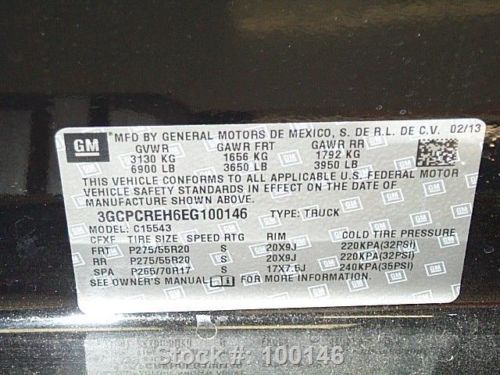 GM MFD BY GENERAL MOTORS DE MEXICO, S. DE R.L. DE C.V. 02/13
GVWR GAWR FRT GAWR RR
3130 KG 1656 KG 1792 KG
6900 LB 3650 LB 3950 LB
THIS VEHICLE CONFORMS TO ALL APPLICABLE U.S. FEDERAL MOTOR
VEHICLE SAFETY STANDARDS IN EFFECT ON THE DATE OF
MANUFACTURE SHOWN ABOVE.
3GCPCREH6EG100146 TYPE: TRUCK
MODEL: C15543
CFXF TIRE SIZE SPEED RTG RIM COLD TIRE PRESSURE
FRT P275/55R20 S 20X9J 220KPA(32PSI)
RR P275/55R20 S 20X9J 220KPA(32PSI)
SPA P265/70R17 S 17X7.5J 240KPA(35PSI)
SEE OWNER'S MANUAL FOR ADDITIONAL INFORMATION
Stock #: 100146